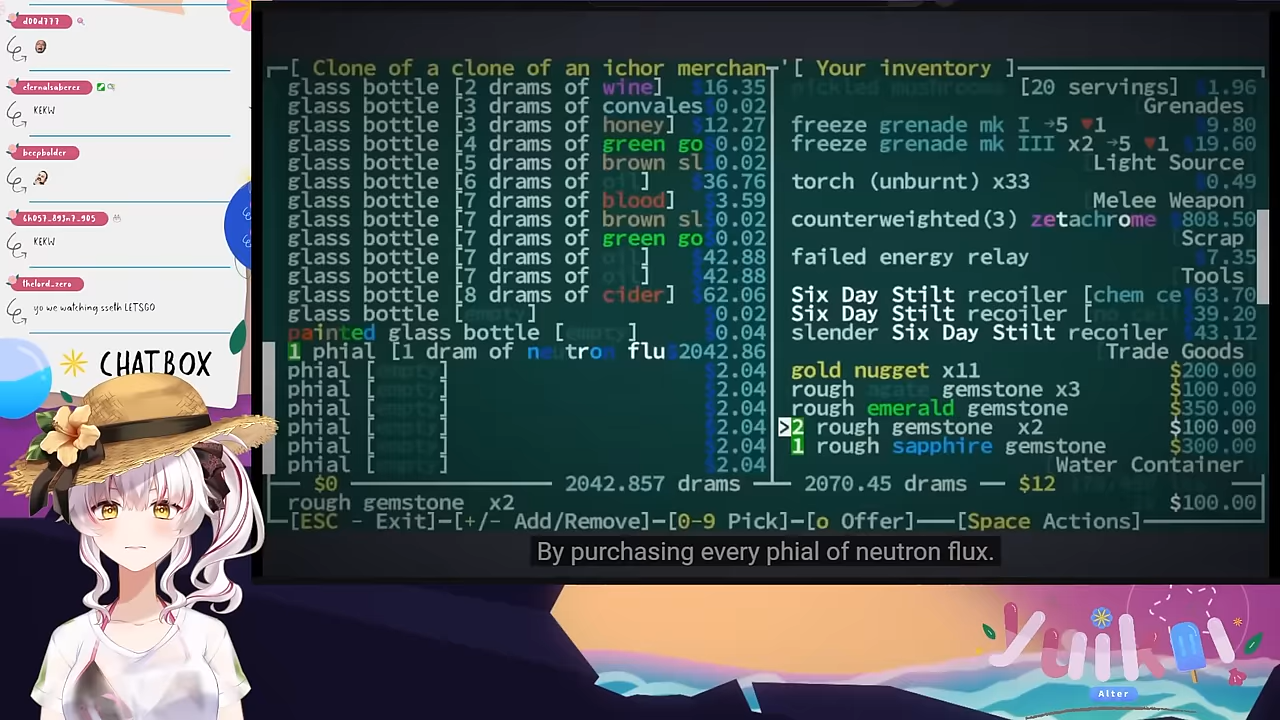 d00d777
eternalsaberex
KEKW
beepbolder
6h057_893n7_905
KEKW
thelord_zero
yo we watching sseth LETSGO
CHATBOX
[ Clone of a clone of an ichor merchan
glass bottle [2 drams of wine] $16.35
glass bottle [3 drams of convales 0.02
glass bottle [3 drams of honey] $12.27
glass bottle [4 drams of green go 0.02
glass bottle [5 drams of brown sl 0.02
glass bottle [6 drams of oil] $36.76
glass bottle [7 drams of blood] $3.59
glass bottle [7 drams of brown sl 0.02
glass bottle [7 drams of green go 0.02
glass bottle [7 drams of oil] $42.88
glass bottle [7 drams of oil] $42.88
glass bottle [8 drams of cider] $62.06
glass bottle [empty] $0.02
painted glass bottle [empty] $0.04
1 phial [1 dram of neutron flu$2042.86
phial [empty] $2.04
phial [empty] $2.04
phial [empty] $2.04
phial [empty] $2.04
phial [empty] $2.04
phial [empty] $2.04
$0 2042.857 drams
[ Your inventory ]
pickled mushrooms [20 servings] $1.96
Grenades
freeze grenade mk I →5 ♥1 $9.80
freeze grenade mk III x2 →5 ♥1 $19.60
Light Source
torch (unburnt) x33 $0.49
Melee Weapon
counterweighted(3) zetachrome $808.50
Scrap
failed energy relay $7.35
Tools
Six Day Stilt recoiler [chem ce$63.70
Six Day Stilt recoiler [no cell $39.20
slender Six Day Stilt recoiler $43.12
Trade Goods
gold nugget x11 $200.00
rough agate gemstone x3 $100.00
rough emerald gemstone $350.00
>2 rough gemstone x2 $100.00
1 rough sapphire gemstone $300.00
Water Container
2070.45 drams — $12
rough gemstone x2 $100.00
[ESC - Exit]—[+/- Add/Remove]—[0-9 Pick]—[o Offer]—[Space Actions]
By purchasing every phial of neutron flux.
Alter